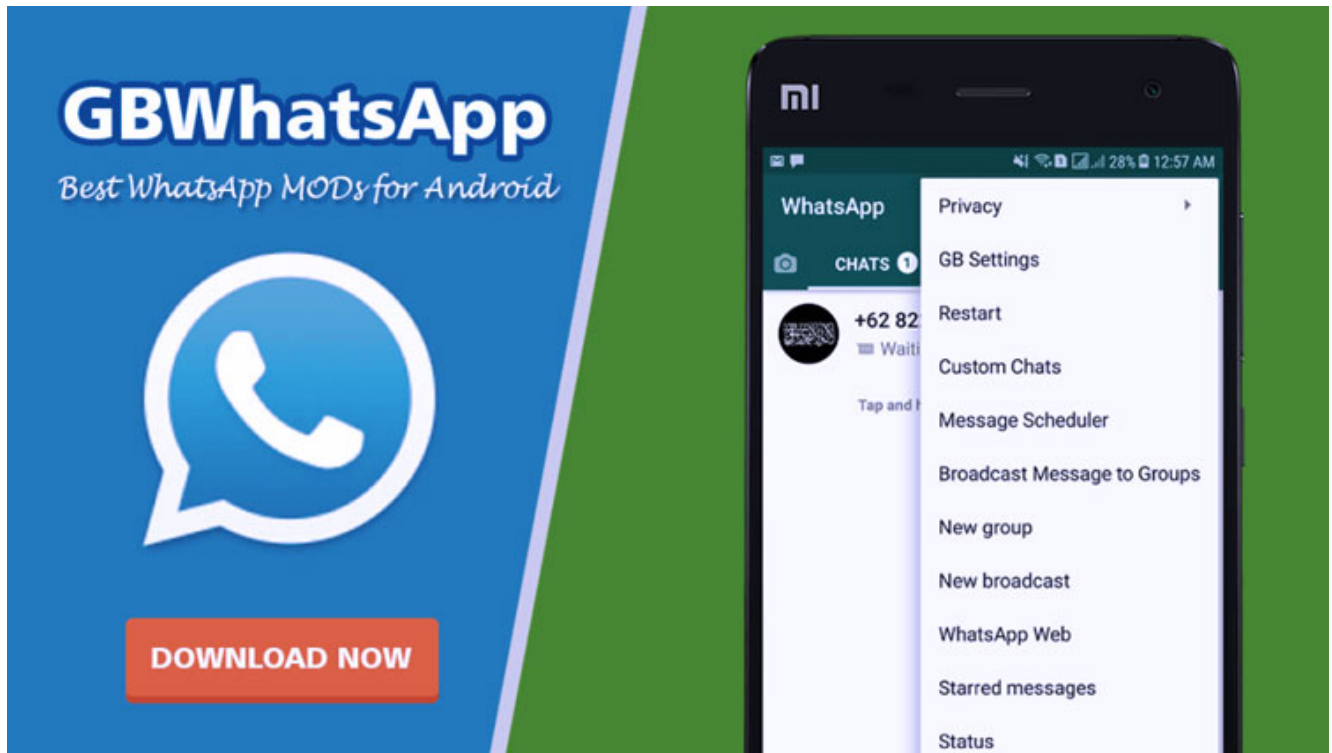 GBWhatsApp
Best WhatsApp MODs for Android
DOWNLOAD NOW
mi
28% 12:57 AM
WhatsApp
CHATS 1
+62 82
Waiti
Tap and h
Privacy
GB Settings
Restart
Custom Chats
Message Scheduler
Broadcast Message to Groups
New group
New broadcast
WhatsApp Web
Starred messages
Status